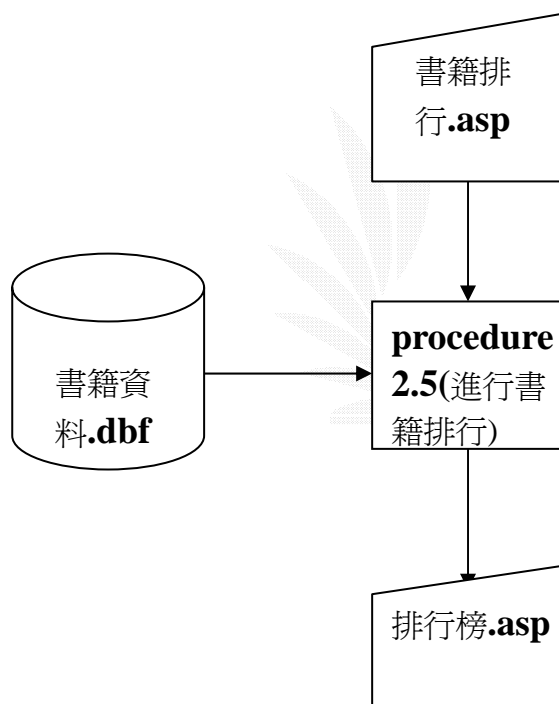 書籍排
行.asp
procedure
2.5(進行書
籍排行)
書籍資
料.dbf
排行榜.asp